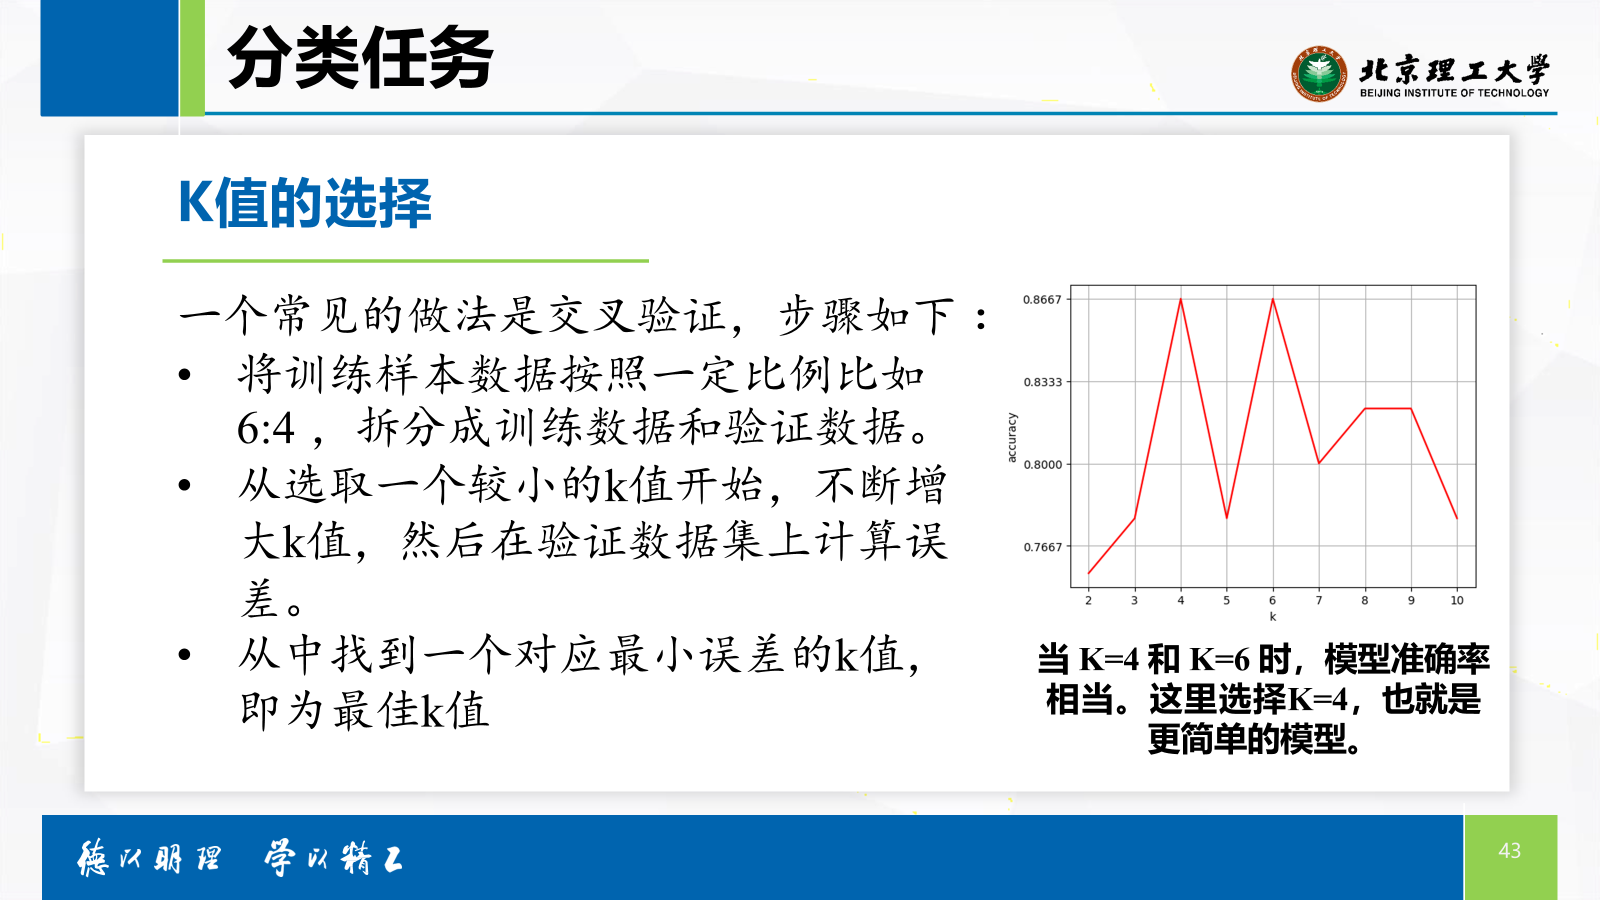 分类任务
北京理工大学
BEIJING INSTITUTE OF TECHNOLOGY
K值的选择
一个常见的做法是交叉验证，步骤如下：
• 将训练样本数据按照一定比例比如
6:4 ，拆分成训练数据和验证数据。
• 从选取一个较小的k值开始，不断增
大k值，然后在验证数据集上计算误
差。
• 从中找到一个对应最小误差的k值，
即为最佳k值
0.8667
0.8333
0.8000
0.7667
accuracy
2 3 4 5 6 7 8 9 10
k
当 K=4 和 K=6 时，模型准确率
相当。这里选择K=4，也就是
更简单的模型。
德以明理 学以精工
43